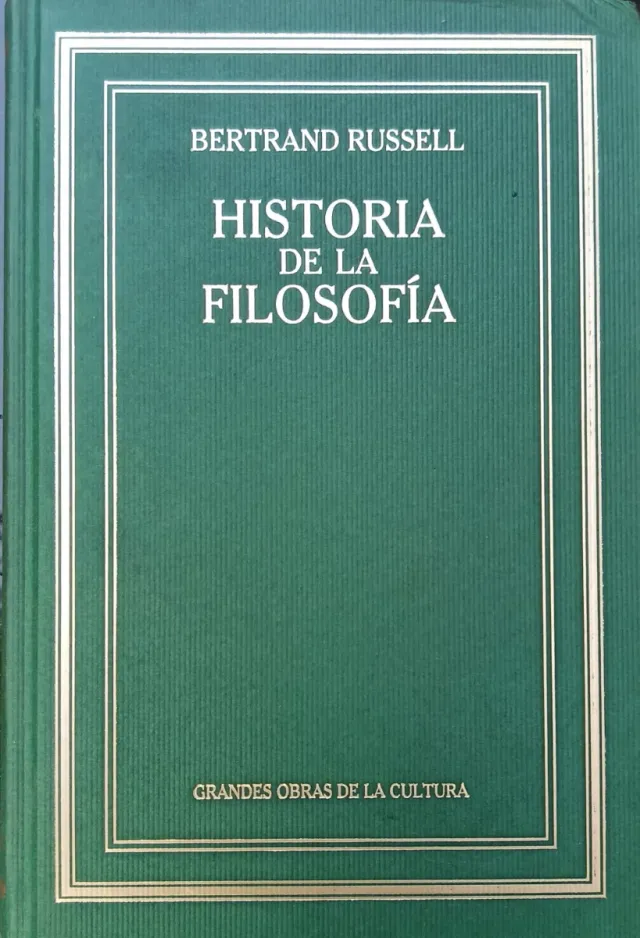 BERTRAND RUSSELL
HISTORIA
DE LA
FILOSOFÍA
GRANDES OBRAS DE LA CULTURA